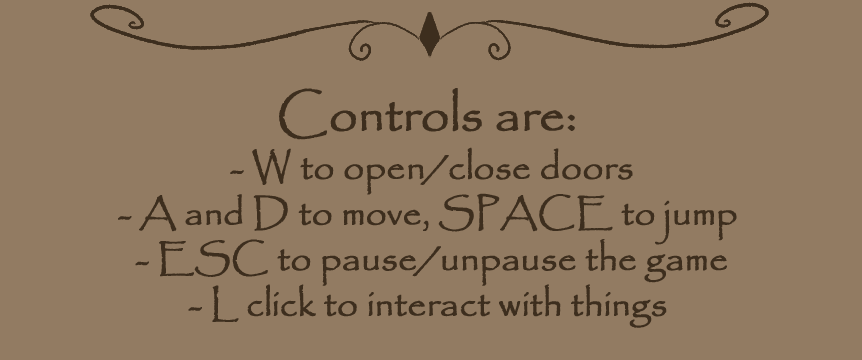 Controls are:
- W to open/close doors
- A and D to move, SPACE to jump
- ESC to pause/unpause the game
- L click to interact with things